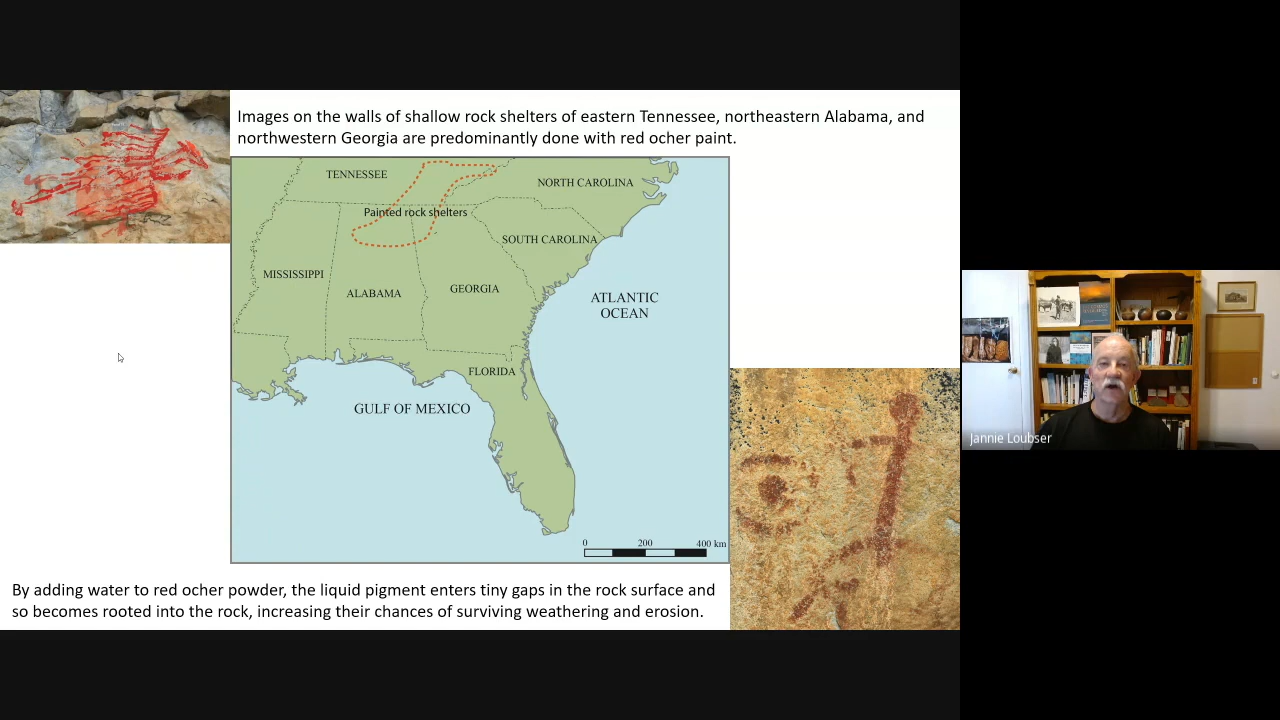 Images on the walls of shallow rock shelters of eastern Tennessee, northeastern Alabama, and
northwestern Georgia are predominantly done with red ocher paint.
TENNESSEE
NORTH CAROLINA
Painted rock shelters
SOUTH CAROLINA
MISSISSIPPI
ALABAMA
GEORGIA
ATLANTIC
OCEAN
FLORIDA
GULF OF MEXICO
0 200 400 km
By adding water to red ocher powder, the liquid pigment enters tiny gaps in the rock surface and
so becomes rooted into the rock, increasing their chances of surviving weathering and erosion.
Jannie Loubser